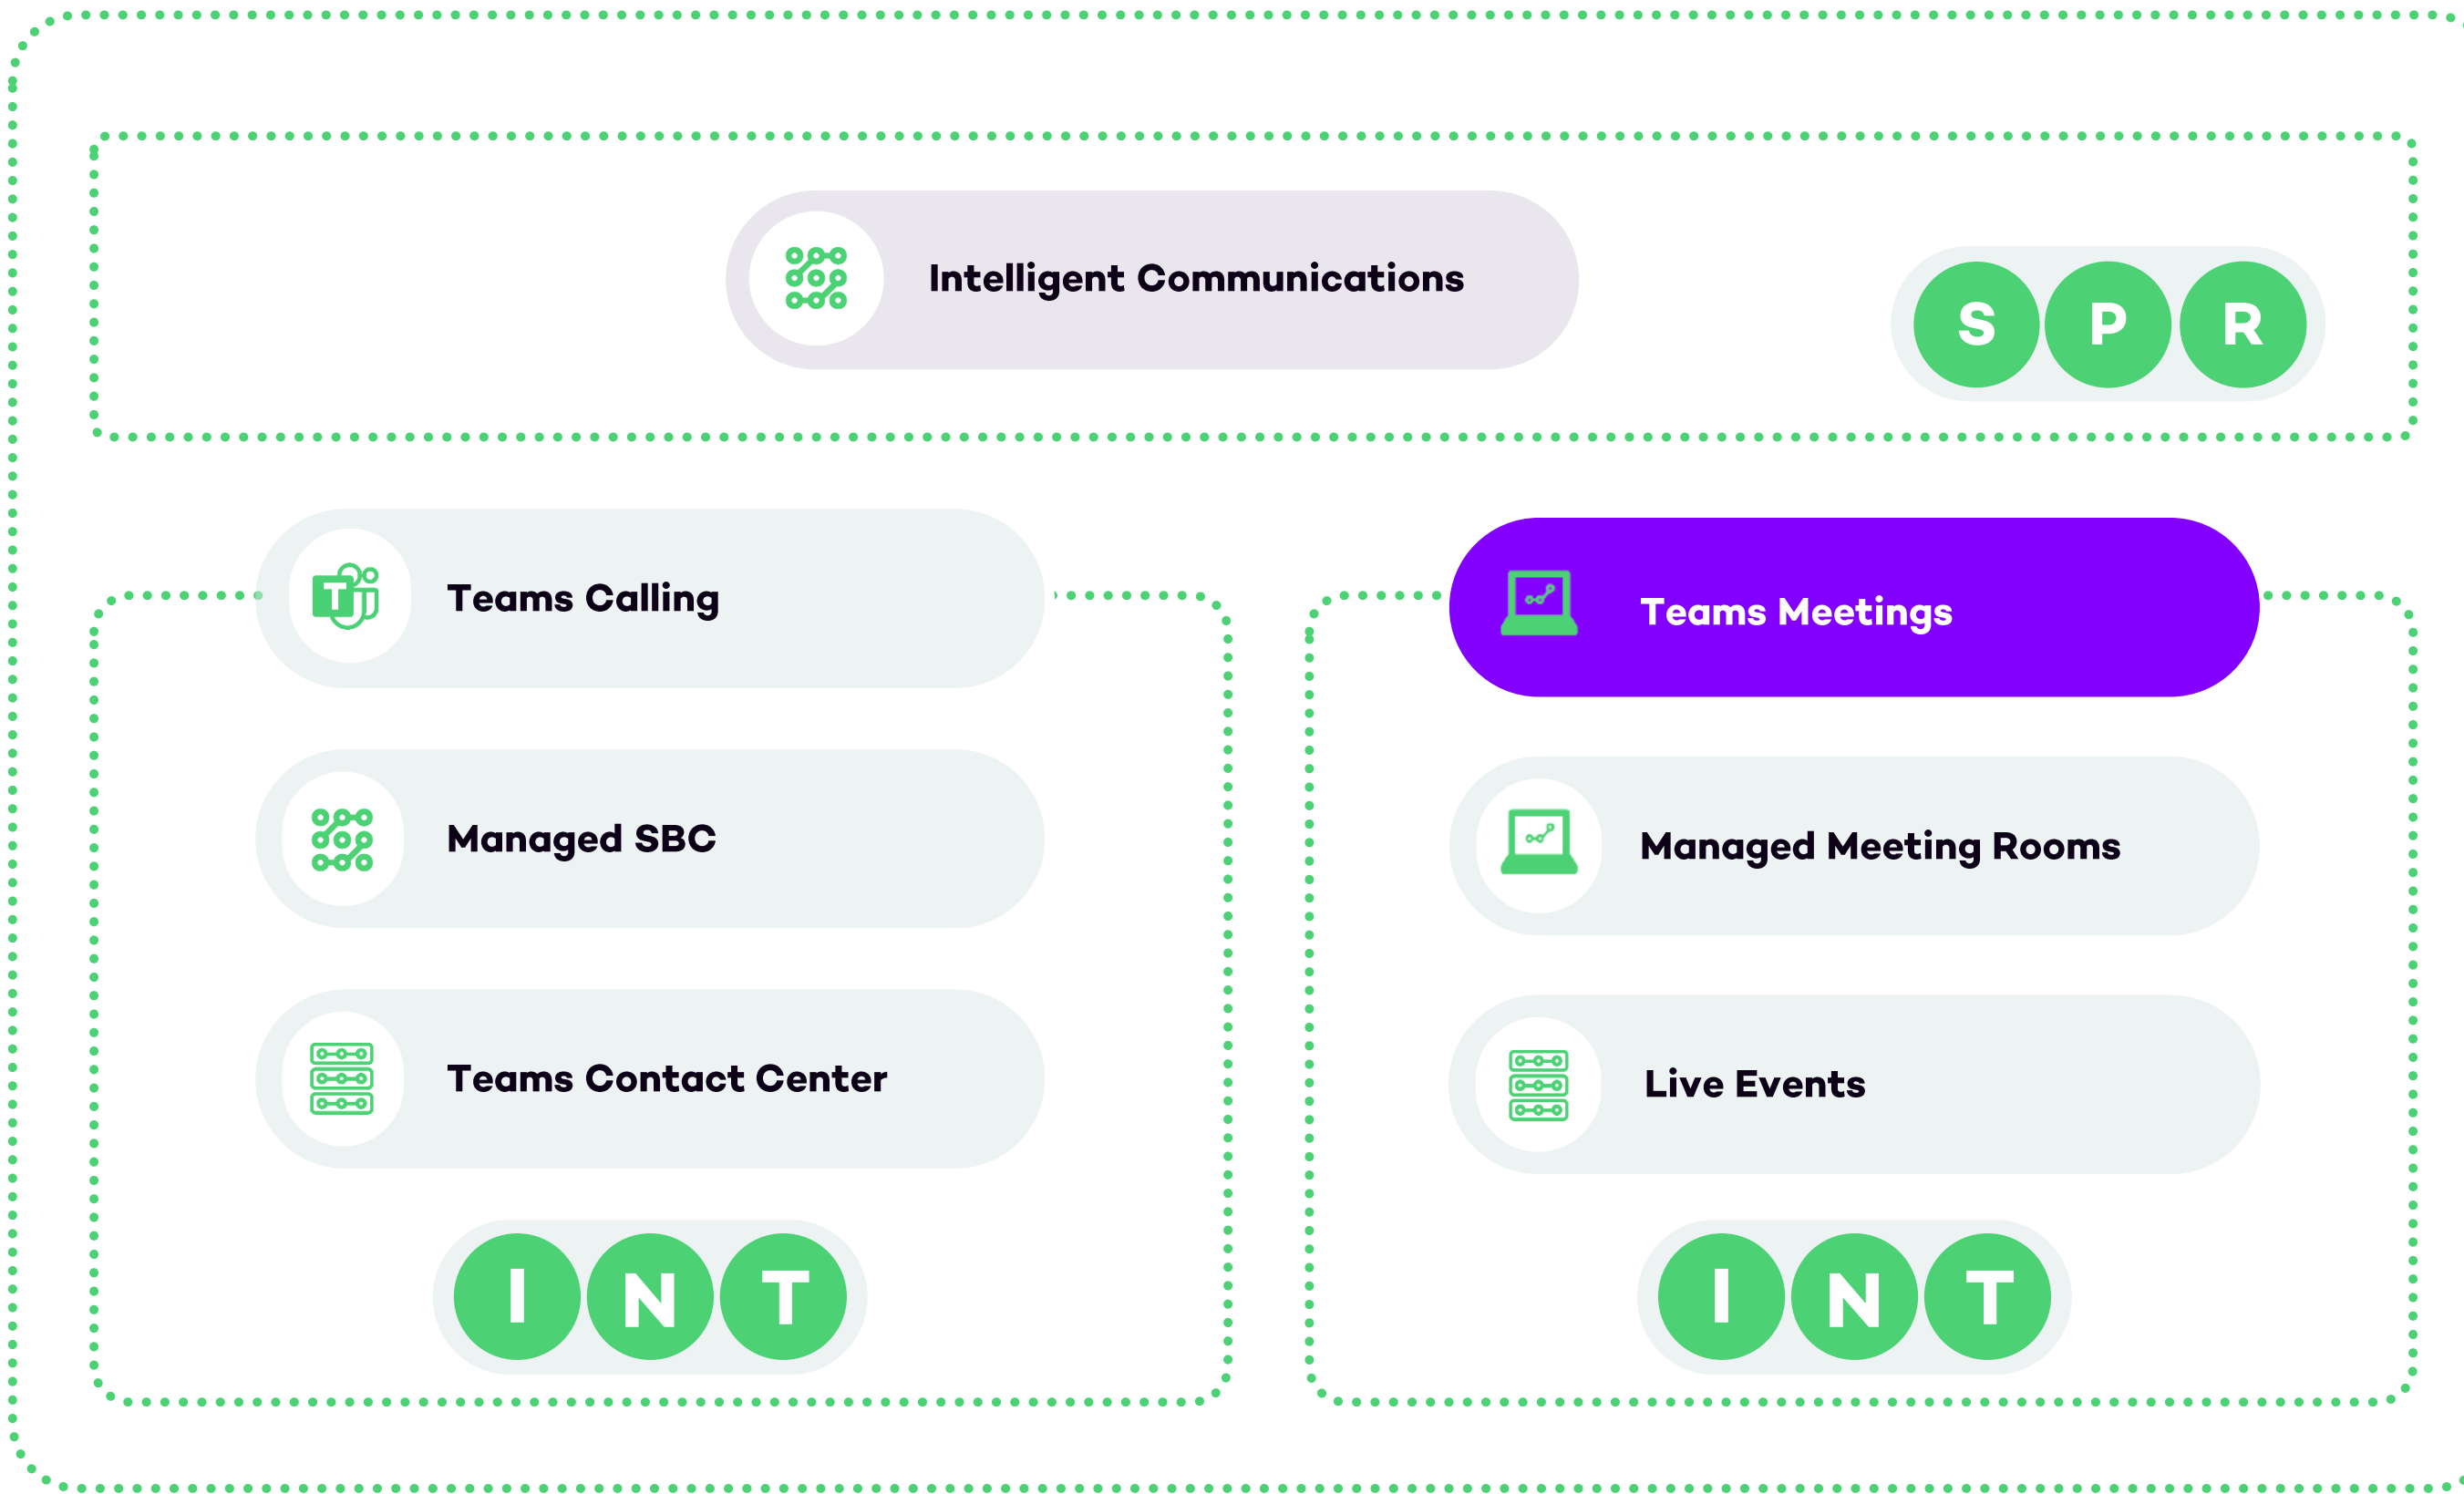 Intelligent Communications
S P R
Teams Calling
Managed SBC
Teams Contact Center
I N T
Teams Meetings
Managed Meeting Rooms
Live Events
I N T